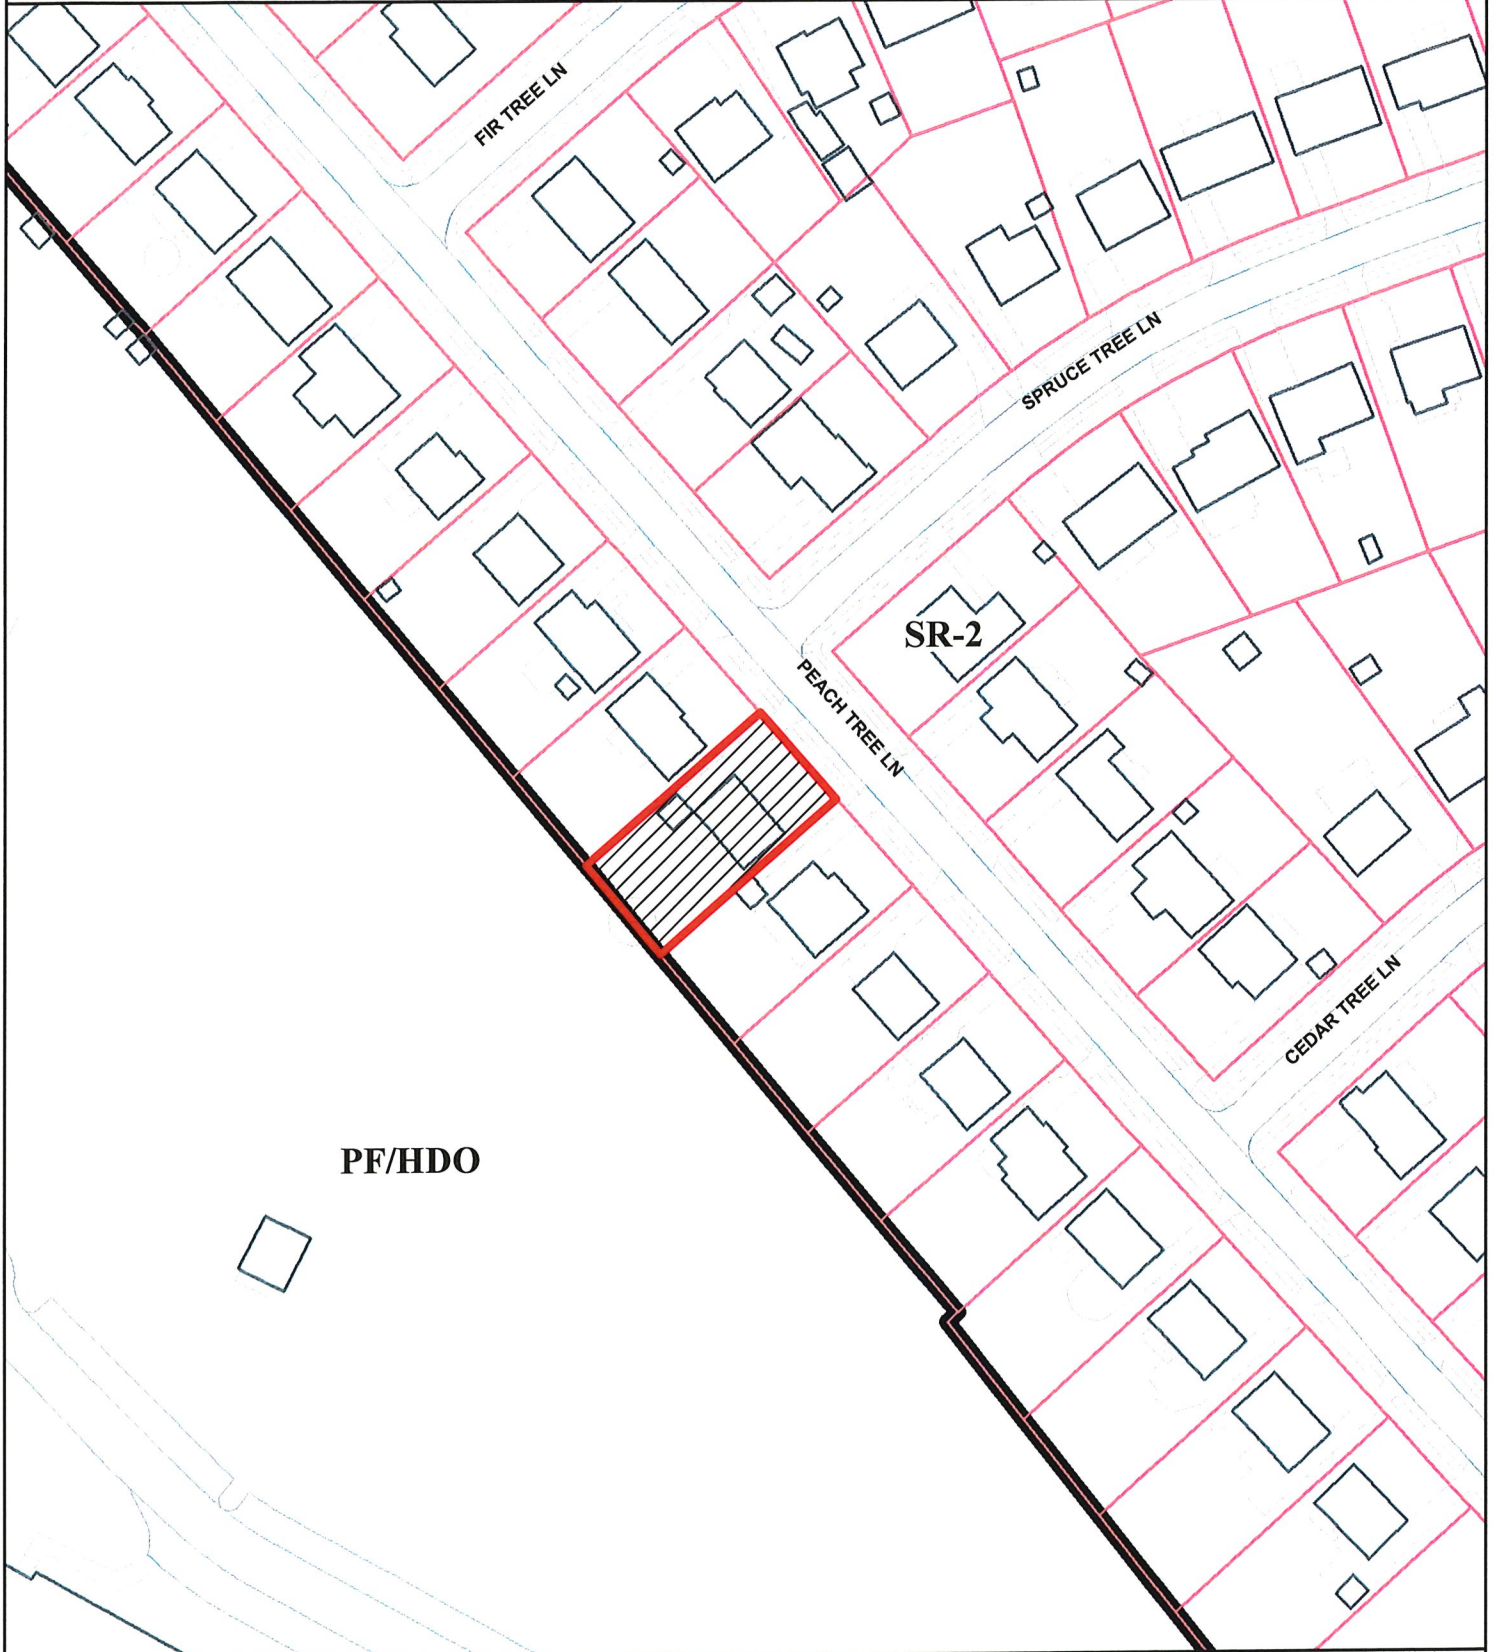 FIR TREE LN
SPRUCE TREE LN
SR-2
PEACH TREE LN
CEDAR TREE LN
PF/HDO